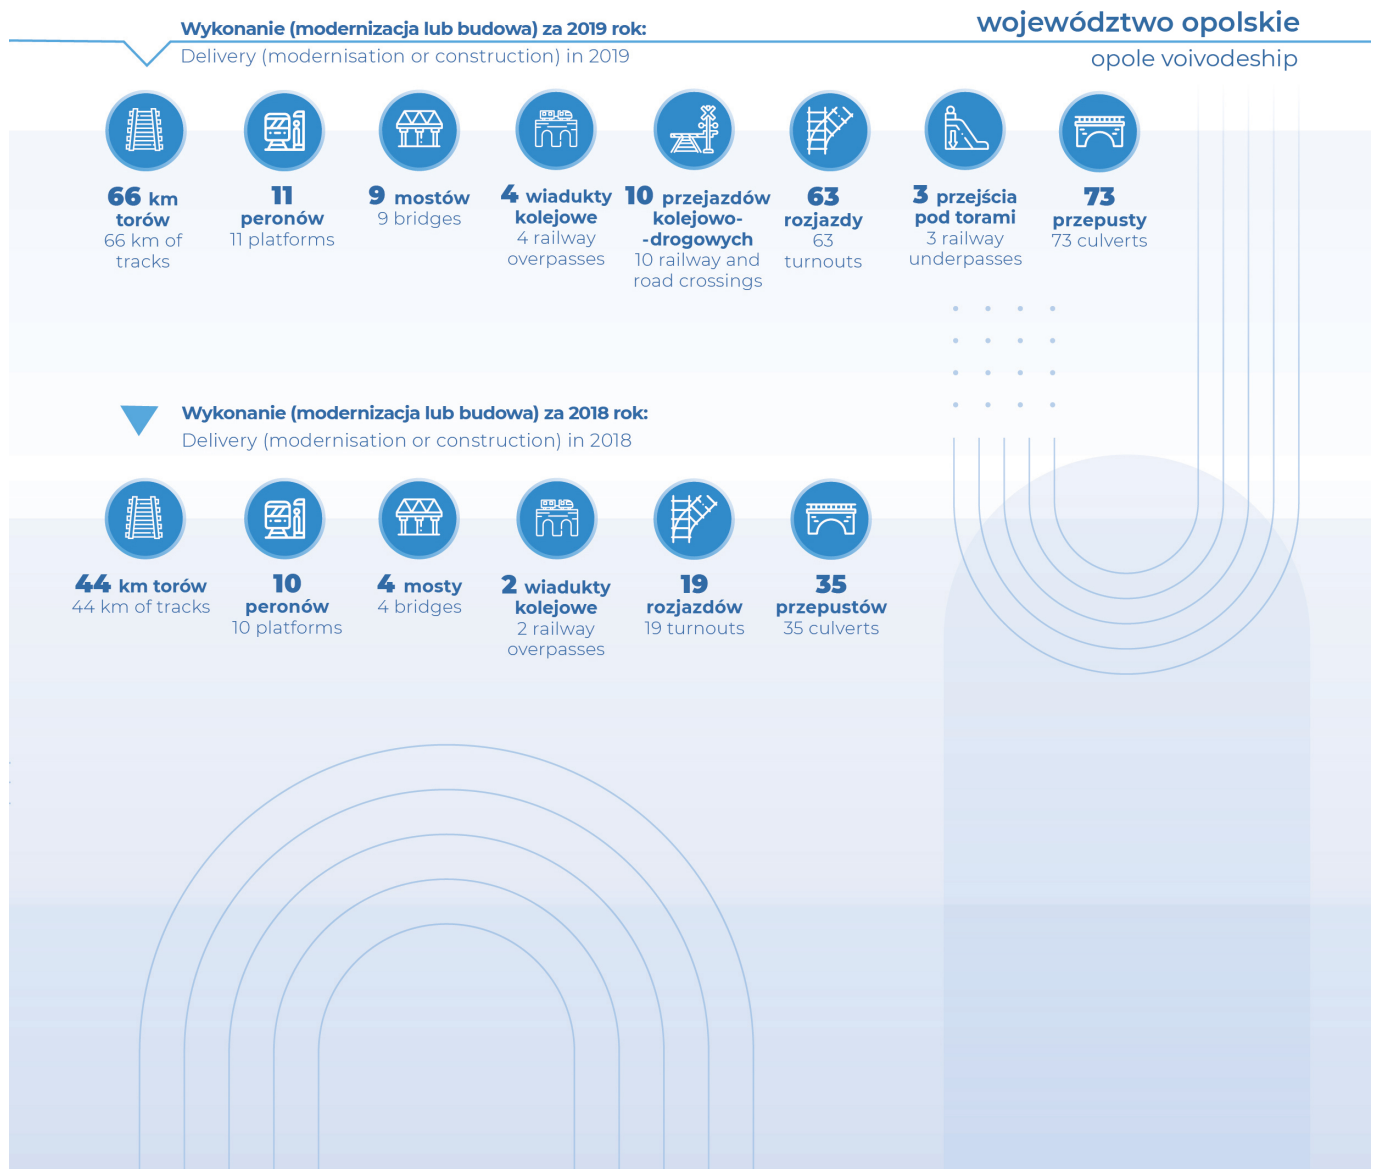 Wykonanie (modernizacja lub budowa) za 2019 rok:
Delivery (modernisation or construction) in 2019
województwo opolskie
opole voivodeship
66 km
torów
66 km of
tracks
11
peronów
11 platforms
9 mostów
9 bridges
4 wiadukty
kolejowe
4 railway
overpasses
10 przejazdów
kolejowo-
-drogowych
10 railway and
road crossings
63
rozjazdy
63
turnouts
3 przejścia
pod torami
3 railway
underpasses
73
przepusty
73 culverts
Wykonanie (modernizacja lub budowa) za 2018 rok:
Delivery (modernisation or construction) in 2018
44 km torów
44 km of tracks
10
peronów
10 platforms
4 mosty
4 bridges
2 wiadukty
kolejowe
2 railway
overpasses
19
rozjazdów
19 turnouts
35
przepustów
35 culverts